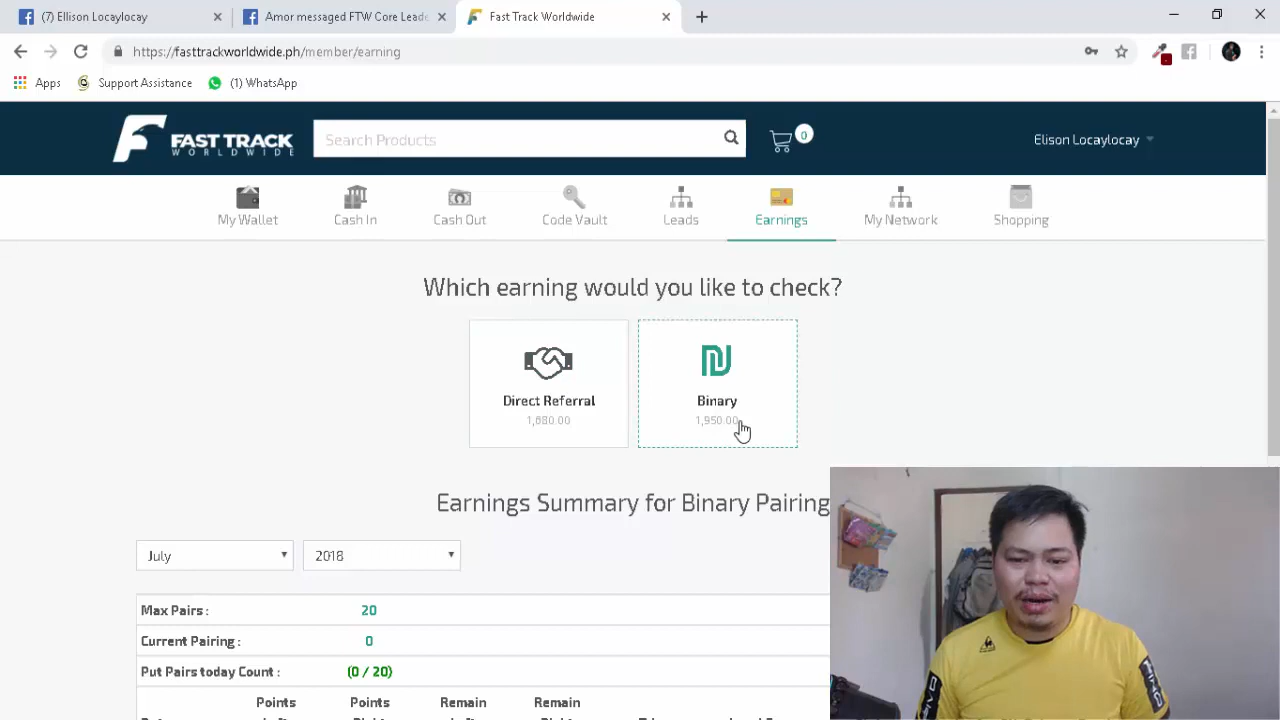 (7) Ellison Locaylocay
Amor messaged FTW Core Leade
Fast Track Worldwide
https://fasttrackworldwide.ph/member/earning
Apps
Support Assistance
(1) WhatsApp
FAST TRACK
WORLDWIDE
Search Products
0
Elison Locaylocay
My Wallet
Cash In
Cash Out
Code Vault
Leads
Earnings
My Network
Shopping
Which earning would you like to check?
Direct Referral
1,680.00
Binary
1,950.00
Earnings Summary for Binary Pairing
July
2018
Max Pairs : 20
Current Pairing : 0
Put Pairs today Count : (0 / 20)
Points Points Remain Remain